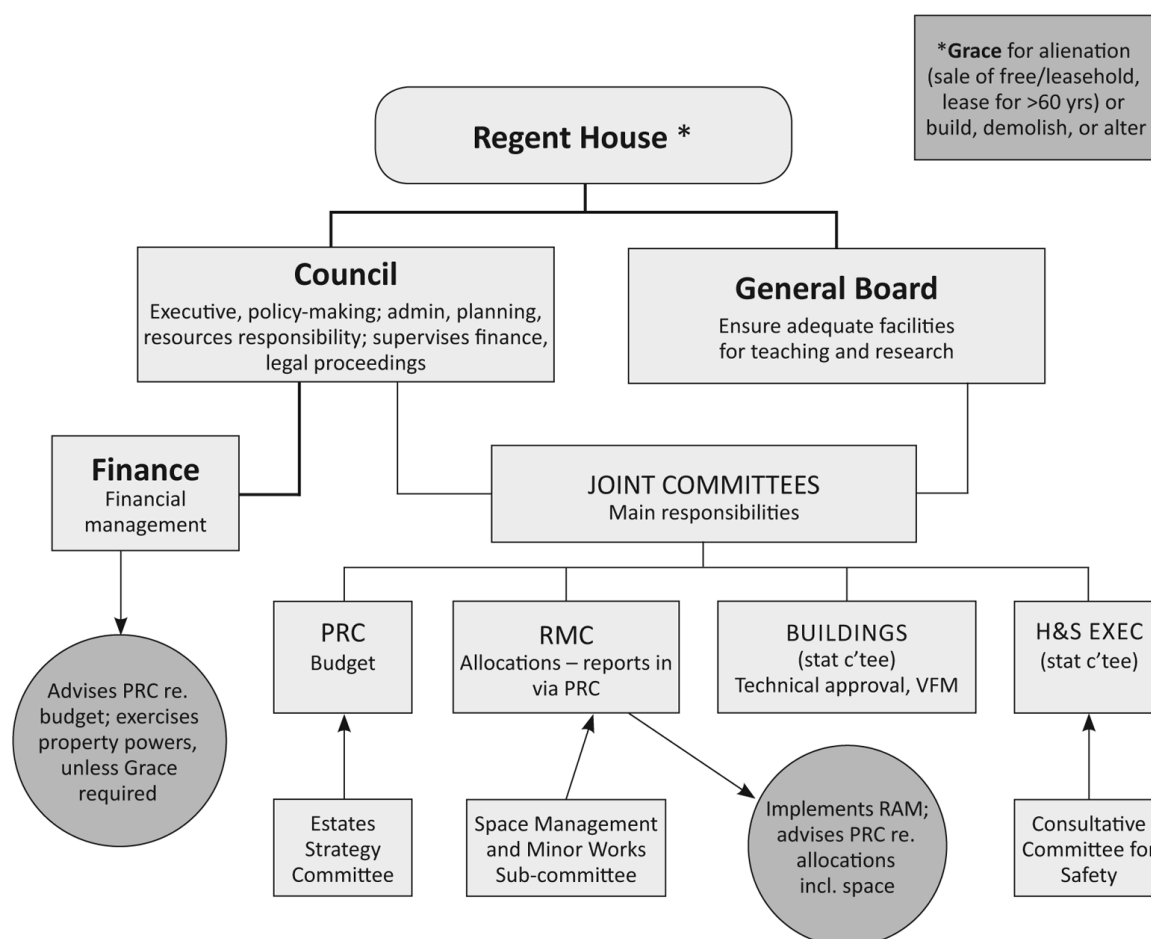 *Grace for alienation
(sale of free/leasehold,
lease for >60 yrs) or
build, demolish, or alter
Regent House *
Council
Executive, policy-making; admin, planning,
resources responsibility; supervises finance,
legal proceedings
General Board
Ensure adequate facilities
for teaching and research
Finance
Financial
management
JOINT COMMITTEES
Main responsibilities
PRC
Budget
RMC
Allocations – reports in
via PRC
BUILDINGS
(stat c’tee)
Technical approval, VFM
H&S EXEC
(stat c’tee)
Advises PRC re.
budget; exercises
property powers,
unless Grace
required
Estates
Strategy
Committee
Space Management
and Minor Works
Sub-committee
Implements RAM;
advises PRC re.
allocations
incl. space
Consultative
Committee for
Safety